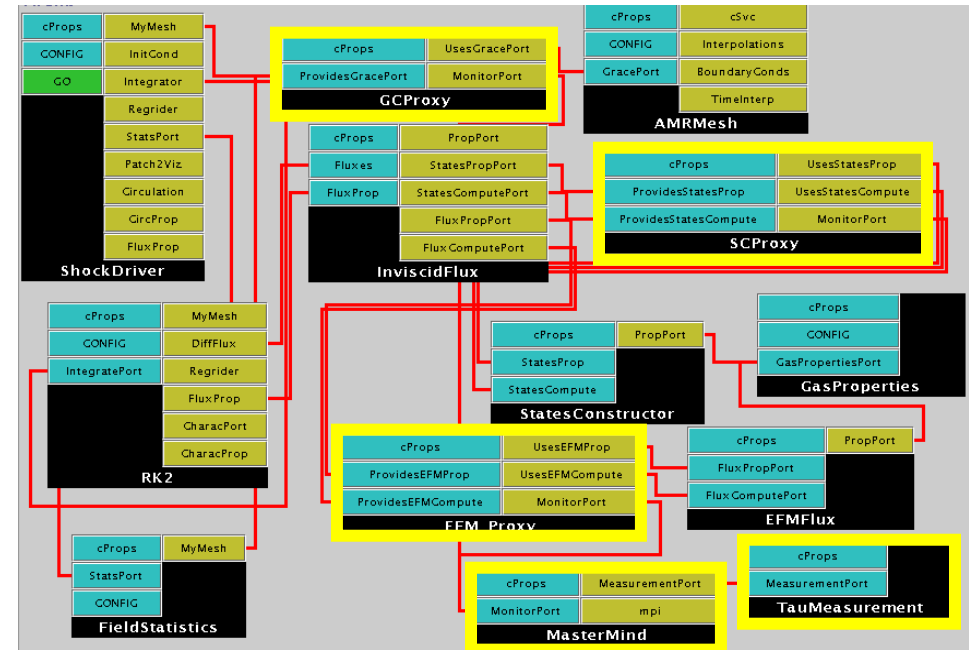 cProps MyMesh
CONFIG InitCond
GO Integrator
Regrider
StatsPort
Patch2Viz
Circulation
CircProp
FluxProp
ShockDriver
cProps UsesGracePort
ProvidesGracePort MonitorPort
GCProxy
cProps cSvc
CONFIG Interpolations
GracePort BoundaryConds
TimeInterp
AMRMesh
cProps PropPort
Fluxes StatesPropPort
FluxProp StatesComputePort
FluxPropPort
FluxComputePort
InviscidFlux
cProps UsesStatesProp
ProvidesStatesProp UsesStatesCompute
ProvidesStatesCompute MonitorPort
SCProxy
cProps MyMesh
CONFIG DiffFlux
IntegratePort Regrider
FluxProp
CharacPort
CharacProp
RK2
cProps PropPort
StatesProp
StatesCompute
StatesConstructor
cProps
CONFIG
GasPropertiesPort
GasProperties
cProps UsesEFMProp
ProvidesEFMProp UsesEFMCompute
ProvidesEFMCompute MonitorPort
EFM_Proxy
cProps PropPort
FluxPropPort
FluxComputePort
EFMFlux
cProps MyMesh
StatsPort
CONFIG
FieldStatistics
cProps MeasurementPort
MonitorPort mpi
MasterMind
cProps
MeasurementPort
TauMeasurement